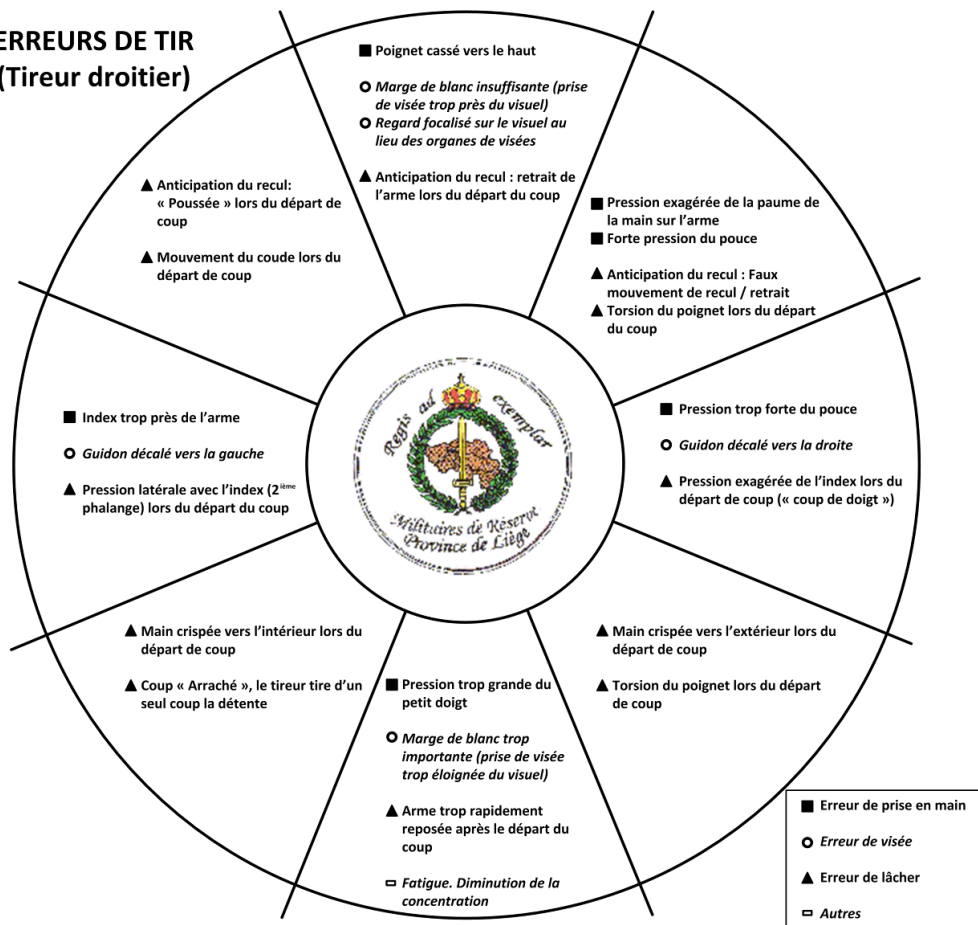 ERREURS DE TIR
(Tireur droitier)
■ Poignet cassé vers le haut
Marge de blanc insuffisante (prise
de visée trop près du visuel)
Regard focalisé sur le visuel au
lieu des organes de visées
▲ Anticipation du recul : retrait de
l’arme lors du départ du coup
▲ Anticipation du recul:
« Poussée » lors du départ de
coup
▲ Mouvement du coude lors du
départ de coup
■ Pression exagérée de la paume de
la main sur l’arme
■ Forte pression du pouce
▲ Anticipation du recul : Faux
mouvement de recul / retrait
▲ Torsion du poignet lors du départ
du coup
■ Index trop près de l’arme
Guidon décalé vers la gauche
▲ Pression latérale avec l’index (2ième
phalange) lors du départ du coup
Regis ad exemplar
Militaires de Réserve
Province de Liège
■ Pression trop forte du pouce
Guidon décalé vers la droite
▲ Pression exagérée de l’index lors du
départ de coup (« coup de doigt »)
▲ Main crispée vers l’intérieur lors du
départ de coup
▲ Coup « Arraché », le tireur tire d’un
seul coup la détente
■ Pression trop grande du
petit doigt
Marge de blanc trop
importante (prise de visée
trop éloignée du visuel)
▲ Arme trop rapidement
reposée après le départ du
coup
Fatigue. Diminution de la
concentration
▲ Main crispée vers l’extérieur lors du
départ de coup
▲ Torsion du poignet lors du départ
de coup
■ Erreur de prise en main
Erreur de visée
▲ Erreur de lâcher
Autres